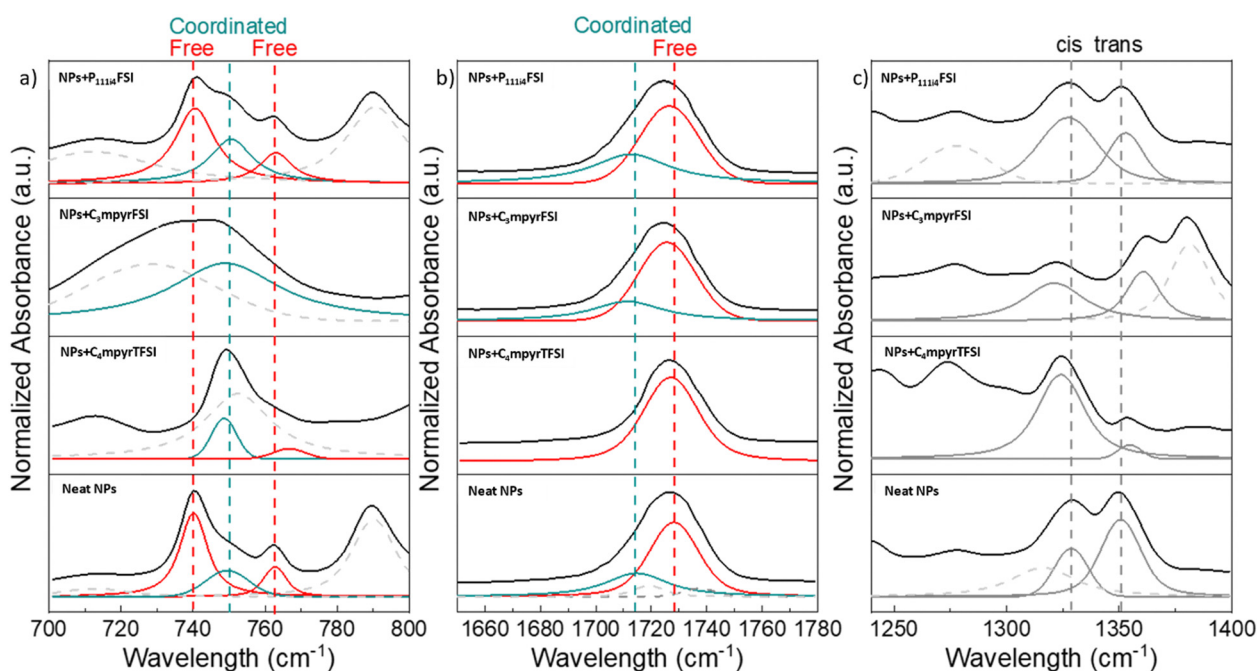 Coordinated
Free Free
a)
NPs+P₁₁₁ᵢ₄FSI
NPs+C₃mpyrFSI
NPs+C₄mpyrTFSI
Neat NPs
Normalized Absorbance (a.u.)
700 720 740 760 780 800
Wavelength (cm⁻¹)
Coordinated
Free
b)
NPs+P₁₁₁ᵢ₄FSI
NPs+C₃mpyrFSI
NPs+C₄mpyrTFSI
Neat NPs
Normalized Absorbance (a.u.)
1660 1680 1700 1720 1740 1760 1780
Wavelength (cm⁻¹)
cis trans
c)
NPs+P₁₁₁ᵢ₄FSI
NPs+C₃mpyrFSI
NPs+C₄mpyrTFSI
Neat NPs
Normalized Absorbance (a.u.)
1250 1300 1350 1400
Wavelength (cm⁻¹)